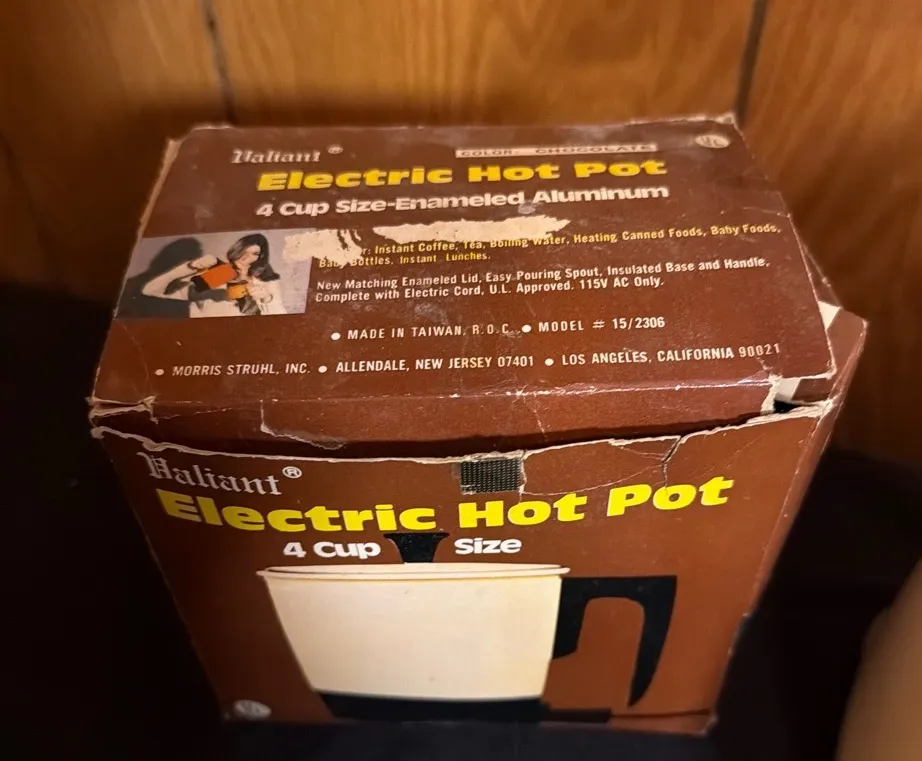 Valiant ®
COLOR: CHOCOLATE
Electric Hot Pot
4 Cup Size-Enameled Aluminum
Instant Coffee, Tea, Boiling Water, Heating Canned Foods, Baby Foods,
Baby Bottles, Instant Lunches.
New Matching Enameled Lid, Easy Pouring Spout, Insulated Base and Handle,
Complete with Electric Cord, U.L. Approved. 115V AC Only.
● MADE IN TAIWAN, R.O.C. ● MODEL # 15/2306
● MORRIS STRUHL, INC. ● ALLENDALE, NEW JERSEY 07401 ● LOS ANGELES, CALIFORNIA 90021
Valiant ®
Electric Hot Pot
4 Cup Size